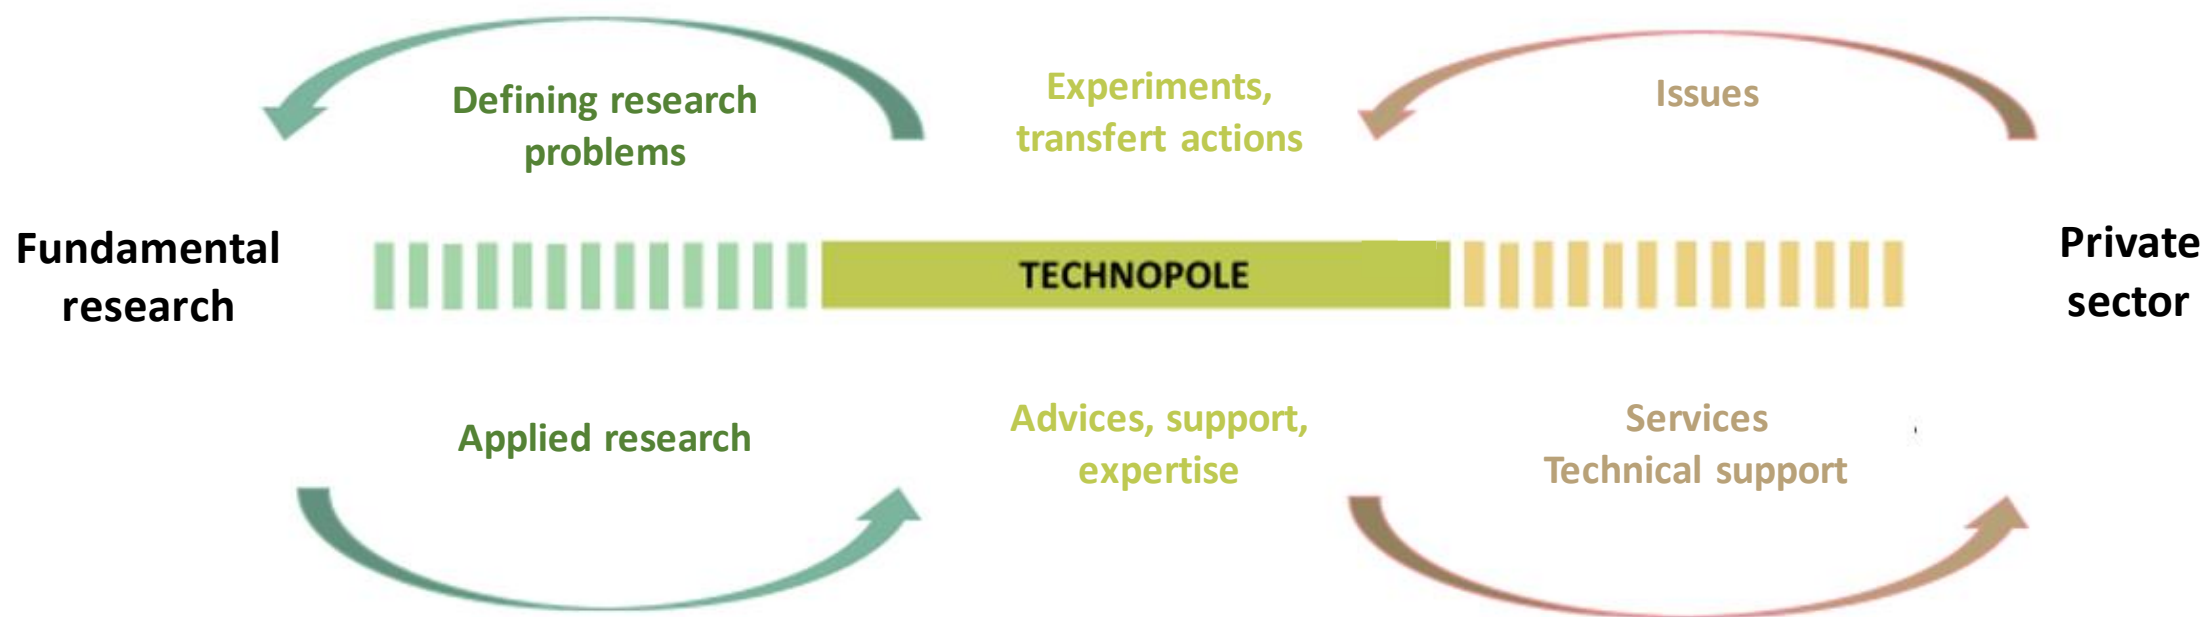 Defining research
problems
Experiments,
transfert actions
Issues
Fundamental
research
TECHNOPOLE
Private
sector
Applied research
Advices, support,
expertise
Services
Technical support